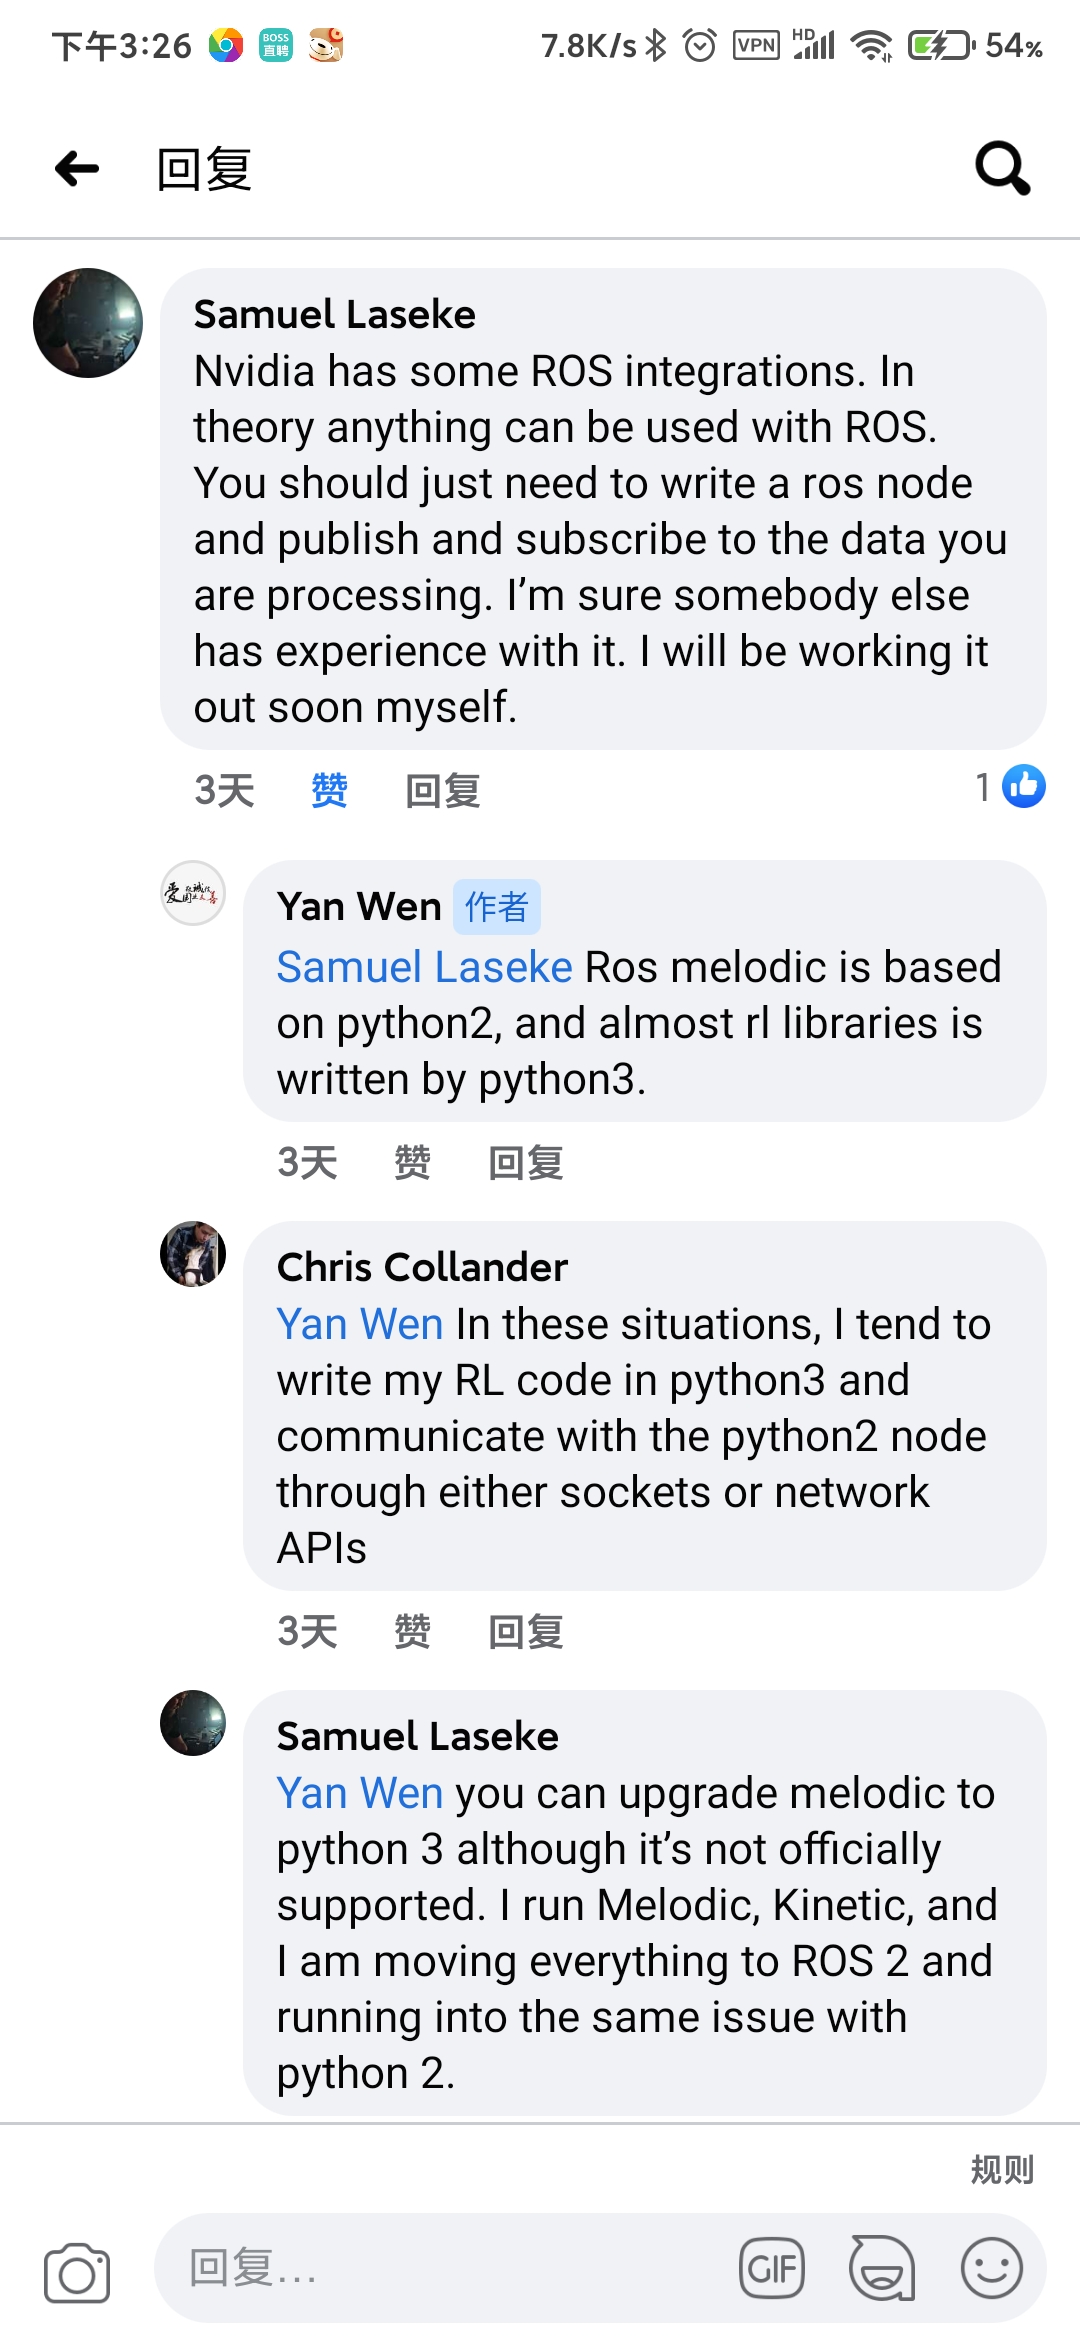 下午3:26
BOSS
直聘
7.8K/s
VPN
HD
54%
回复
Samuel Laseke
Nvidia has some ROS integrations. In
theory anything can be used with ROS.
You should just need to write a ros node
and publish and subscribe to the data you
are processing. I’m sure somebody else
has experience with it. I will be working it
out soon myself.
3天 赞 回复 1
Yan Wen 作者
Samuel Laseke Ros melodic is based
on python2, and almost rl libraries is
written by python3.
3天 赞 回复
Chris Collander
Yan Wen In these situations, I tend to
write my RL code in python3 and
communicate with the python2 node
through either sockets or network
APIs
3天 赞 回复
Samuel Laseke
Yan Wen you can upgrade melodic to
python 3 although it’s not officially
supported. I run Melodic, Kinetic, and
I am moving everything to ROS 2 and
running into the same issue with
python 2.
规则
回复...
GIF